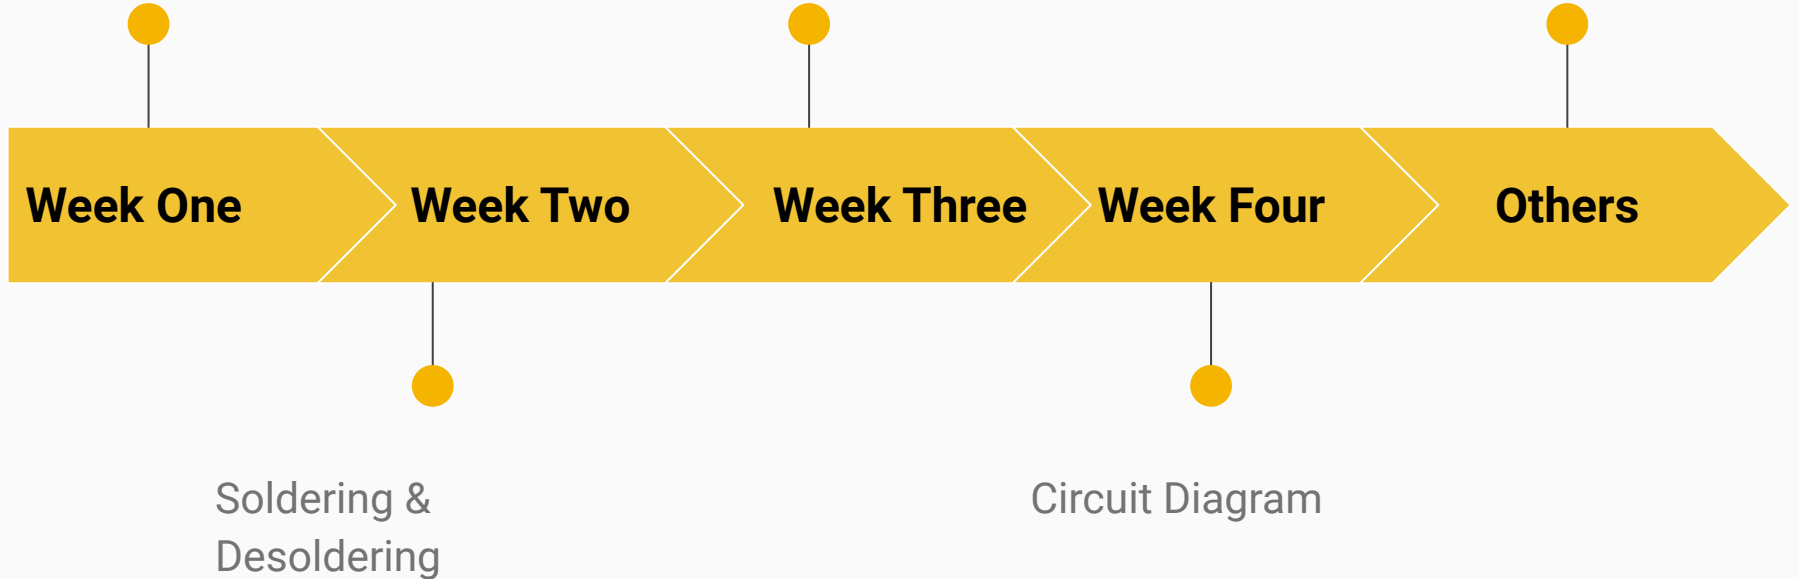 Week One
Week Two
Week Three
Week Four
Others
Soldering &
Desoldering
Circuit Diagram